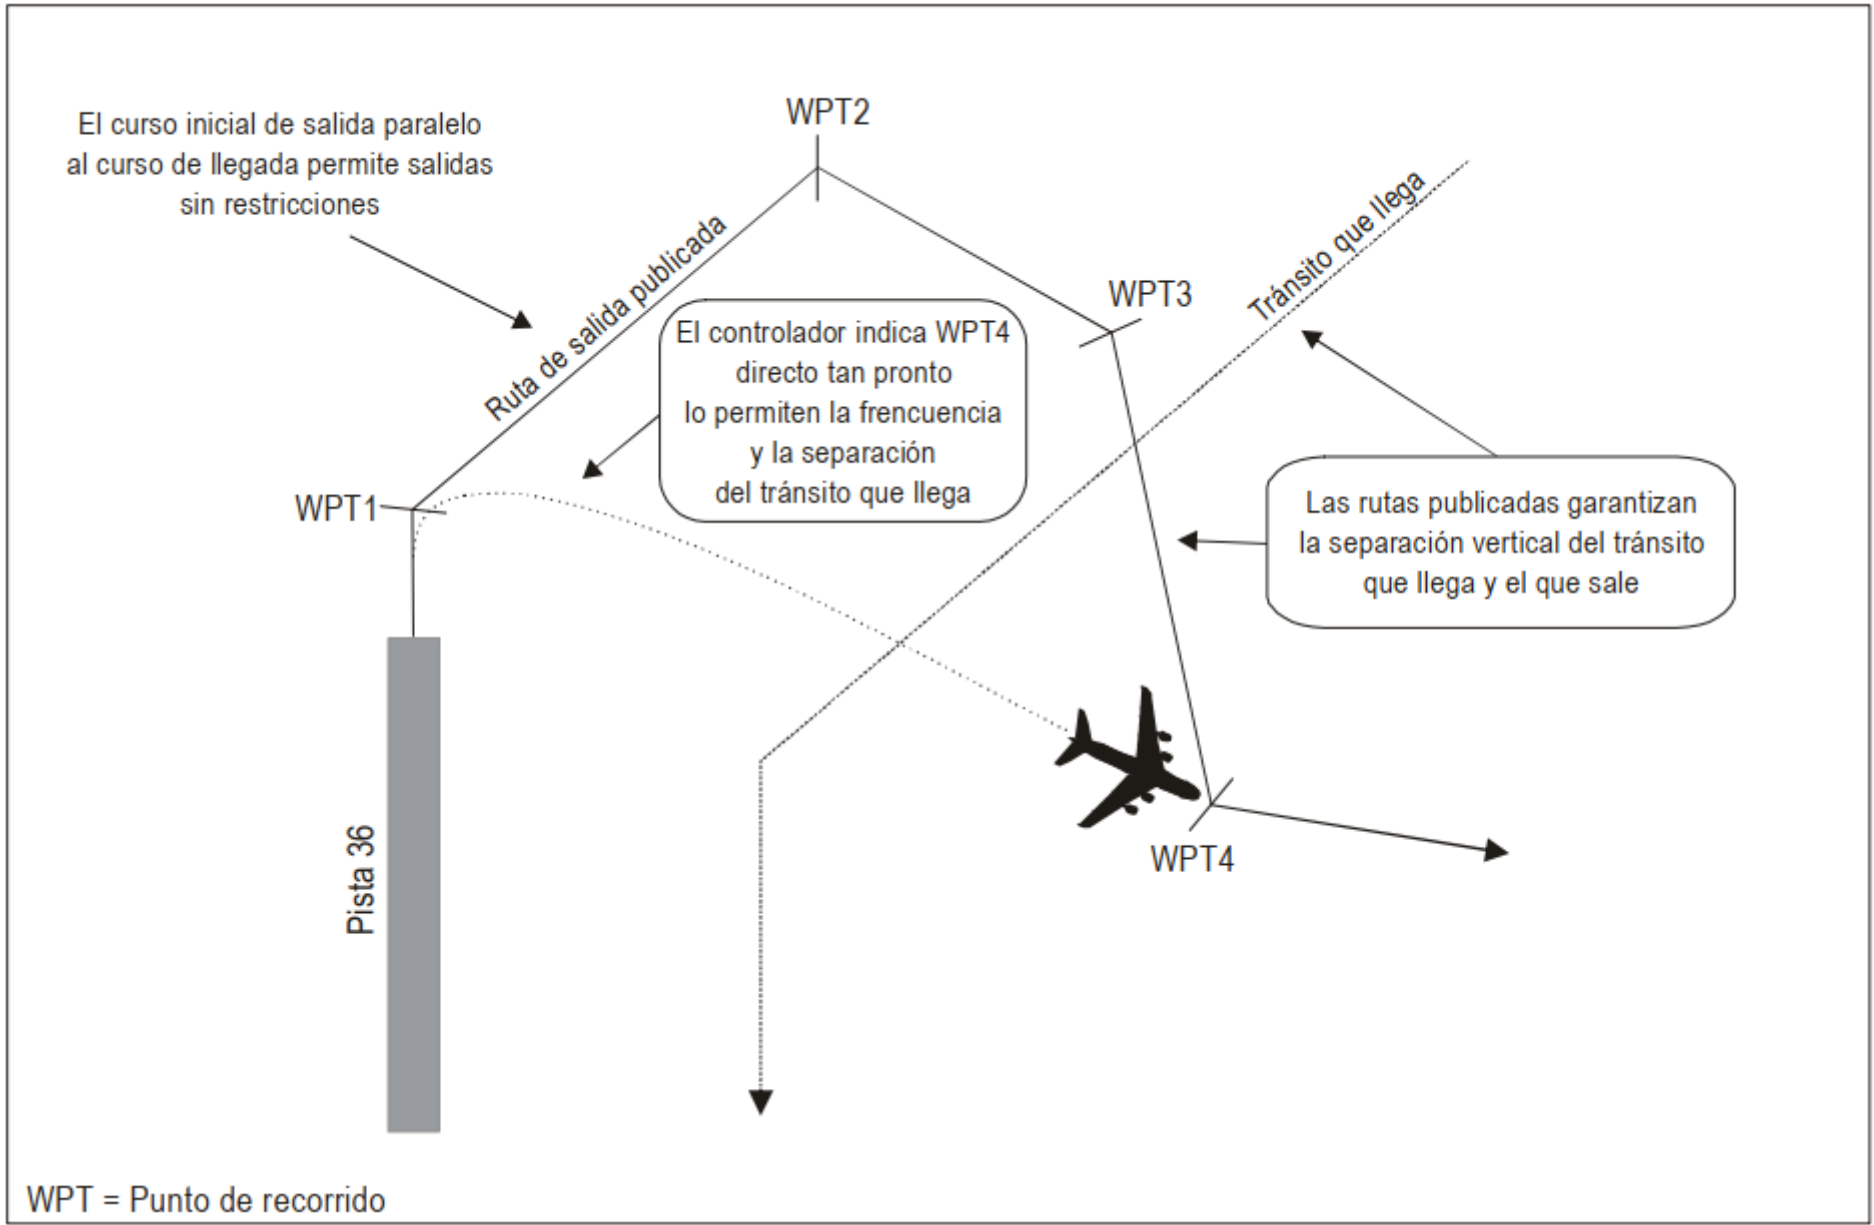 El curso inicial de salida paralelo
al curso de llegada permite salidas
sin restricciones
WPT2
Ruta de salida publicada
WPT3
Tránsito que llega
El controlador indica WPT4
directo tan pronto
lo permiten la frencuencia
y la separación
del tránsito que llega
WPT1
Las rutas publicadas garantizan
la separación vertical del tránsito
que llega y el que sale
Pista 36
WPT4
WPT = Punto de recorrido